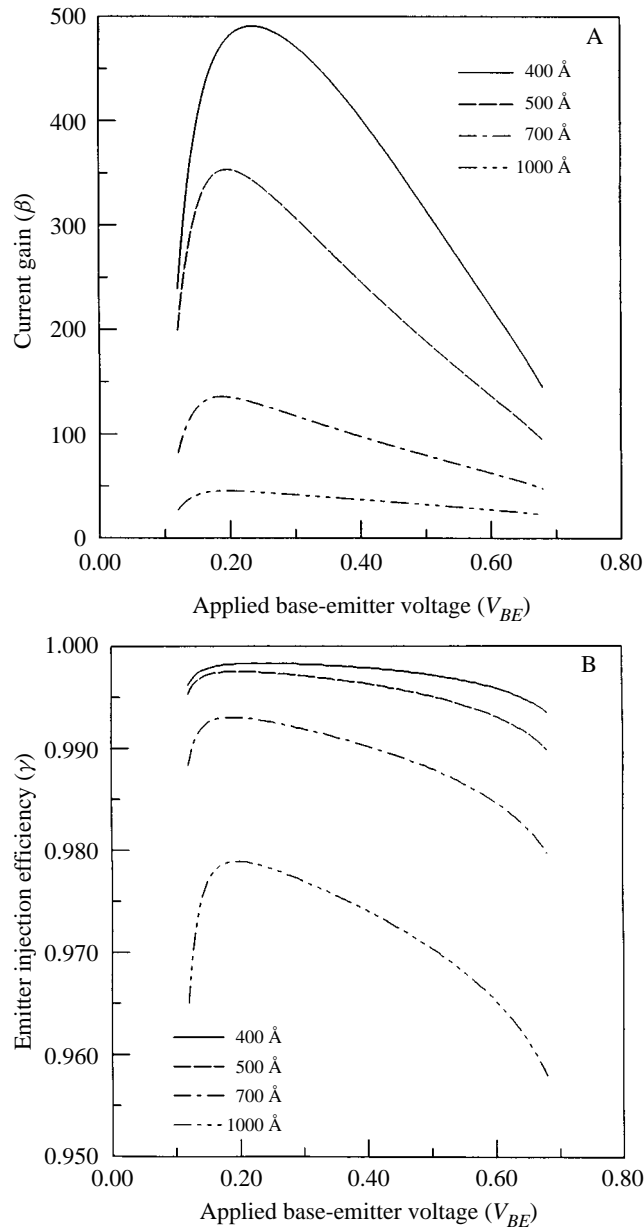 A
400 Å
500 Å
700 Å
1000 Å
500
400
300
200
100
0
Current gain (β)
0.00
0.20
0.40
0.60
0.80
Applied base-emitter voltage (V_BE)
B
1.000
0.990
0.980
0.970
0.960
0.950
Emitter injection efficiency (γ)
400 Å
500 Å
700 Å
1000 Å
0.00
0.20
0.40
0.60
0.80
Applied base-emitter voltage (V_BE)